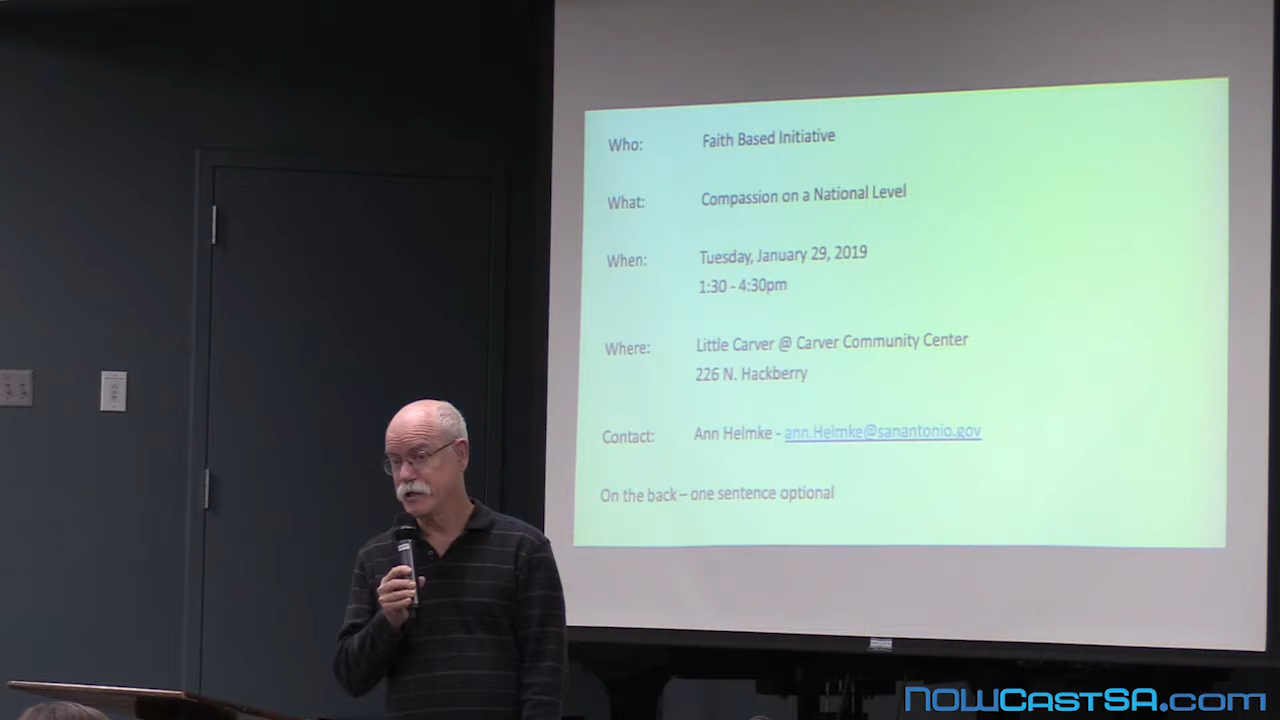 Who: Faith Based Initiative
What: Compassion on a National Level
When: Tuesday, January 29, 2019
1:30 - 4:30pm
Where: Little Carver @ Carver Community Center
226 N. Hackberry
Contact: Ann Helmke - ann.Helmke@sanantonio.gov
On the back – one sentence optional
NOWCASTSA.com